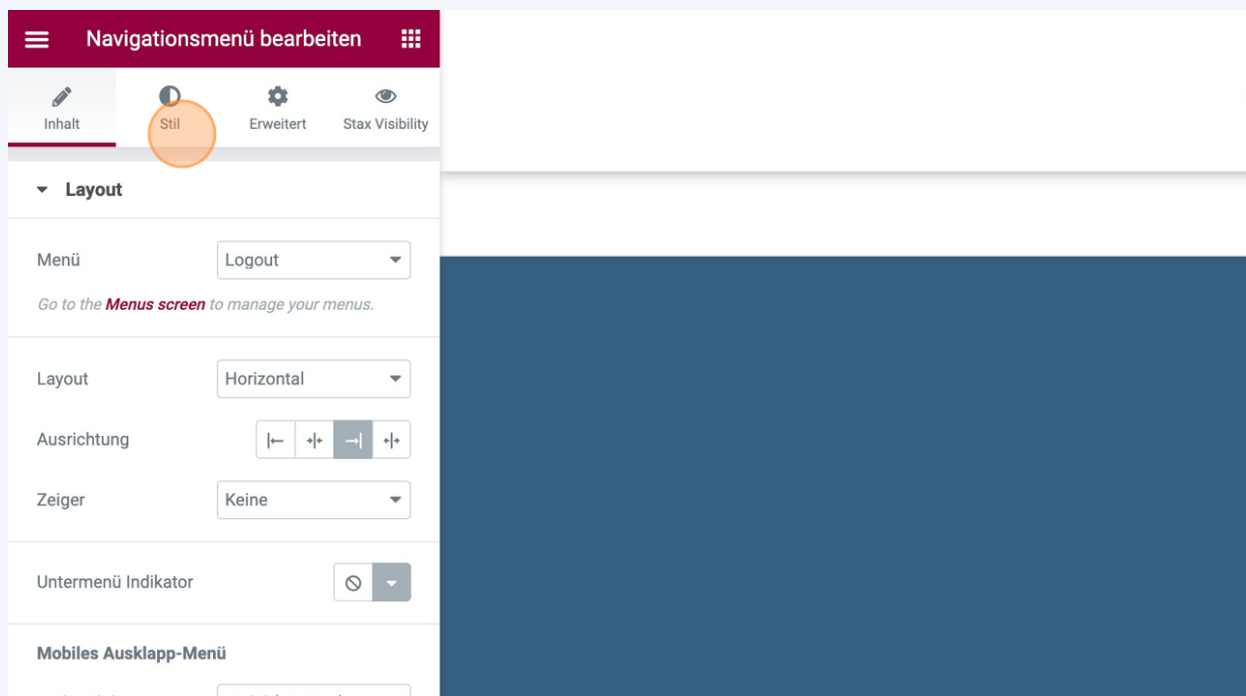 Navigationsmenü bearbeiten
Inhalt Stil Erweitert Stax Visibility
Layout
Menü Logout
Go to the Menus screen to manage your menus.
Layout Horizontal
Ausrichtung
Zeiger Keine
Untermenü Indikator
Mobiles Ausklapp-Menü